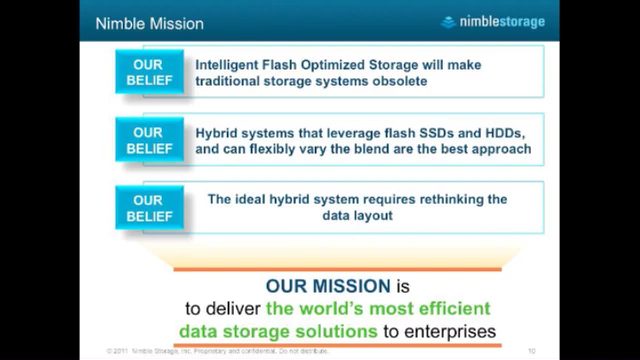 Nimble Mission
nimblestorage
OUR
BELIEF
Intelligent Flash Optimized Storage will make
traditional storage systems obsolete
OUR
BELIEF
Hybrid systems that leverage flash SSDs and HDDs,
and can flexibly vary the blend are the best approach
OUR
BELIEF
The ideal hybrid system requires rethinking the
data layout
OUR MISSION is
to deliver the world's most efficient
data storage solutions to enterprises
© 2011 Nimble Storage, Inc. Proprietary and confidential. Do not distribute.
10